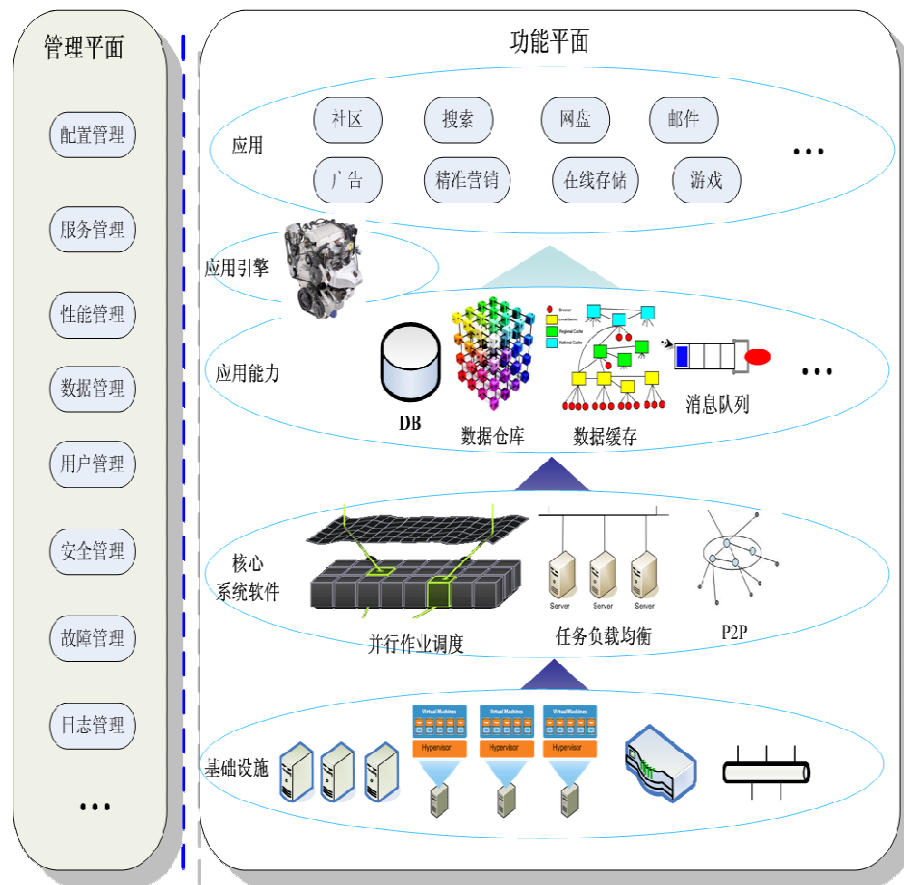 管理平面
配置管理
服务管理
性能管理
数据管理
用户管理
安全管理
故障管理
日志管理
...
功能平面
应用
社区
搜索
网盘
邮件
广告
精准营销
在线存储
游戏
...
应用引擎
应用能力
DB
数据仓库
Regional Cache
数据缓存
消息队列
...
核心
系统软件
并行作业调度
Server
Server
Server
任务负载均衡
P2P
基础设施
Virtual Machines
Hypervisor
Virtual Machines
Hypervisor
VirtualMachines
Hypervisor